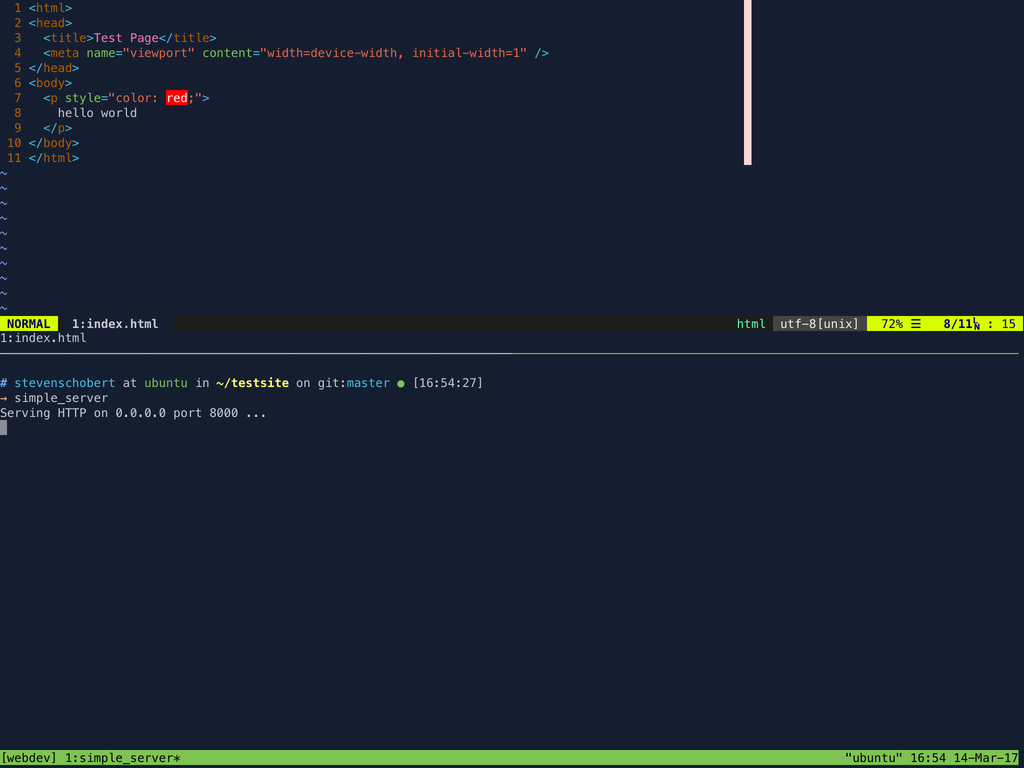 1 <html>
2 <head>
3   <title>Test Page</title>
4   <meta name="viewport" content="width=device-width, initial-width=1" />
5 </head>
6 <body>
7   <p style="color: red;">
8     hello world
9   </p>
10 </body>
11 </html>
~
~
~
~
~
~
~
~
~
~
NORMAL 1:index.html html utf-8[unix] 72% ☰ 8/11␤ : 15
1:index.html
# stevenschobert at ubuntu in ~/testsite on git:master ● [16:54:27]
→ simple_server
Serving HTTP on 0.0.0.0 port 8000 ...
[webdev] 1:simple_server* "ubuntu" 16:54 14-Mar-17